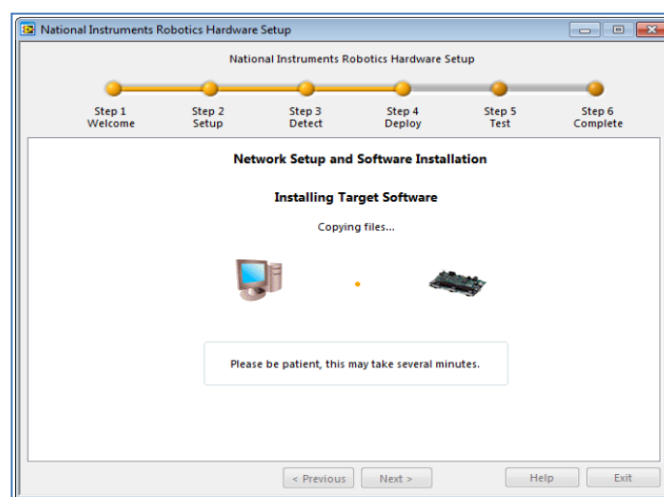 National Instruments Robotics Hardware Setup
National Instruments Robotics Hardware Setup
Step 1 Step 2 Step 3 Step 4 Step 5 Step 6
Welcome Setup Detect Deploy Test Complete
Network Setup and Software Installation
Installing Target Software
Copying files...
Please be patient, this may take several minutes.
< Previous Next > Help Exit